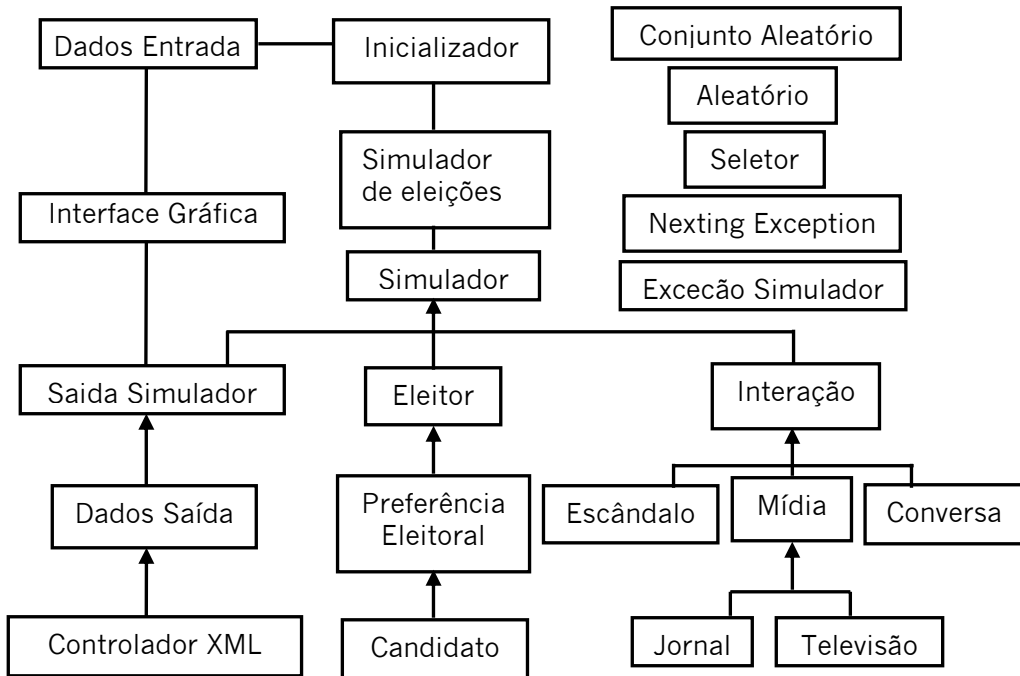 Dados Entrada
Inicializador
Conjunto Aleatório
Aleatório
Seletor
Simulador
de eleições
Interface Gráfica
Nexting Exception
Simulador
Excecão Simulador
Saida Simulador
Eleitor
Interação
Dados Saída
Preferência
Eleitoral
Escândalo
Mídia
Conversa
Controlador XML
Candidato
Jornal
Televisão